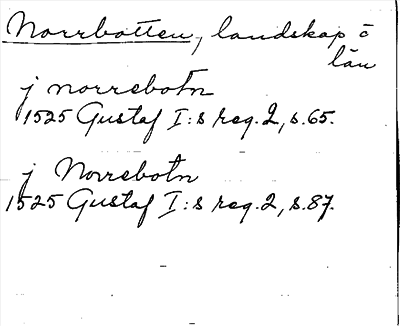 Norrbotten, landskap o
län
j norrebotn
1525 Gustaf I:s reg. 2, s. 65.
j Norrebotn
1525 Gustaf I:s reg. 2, s. 87.